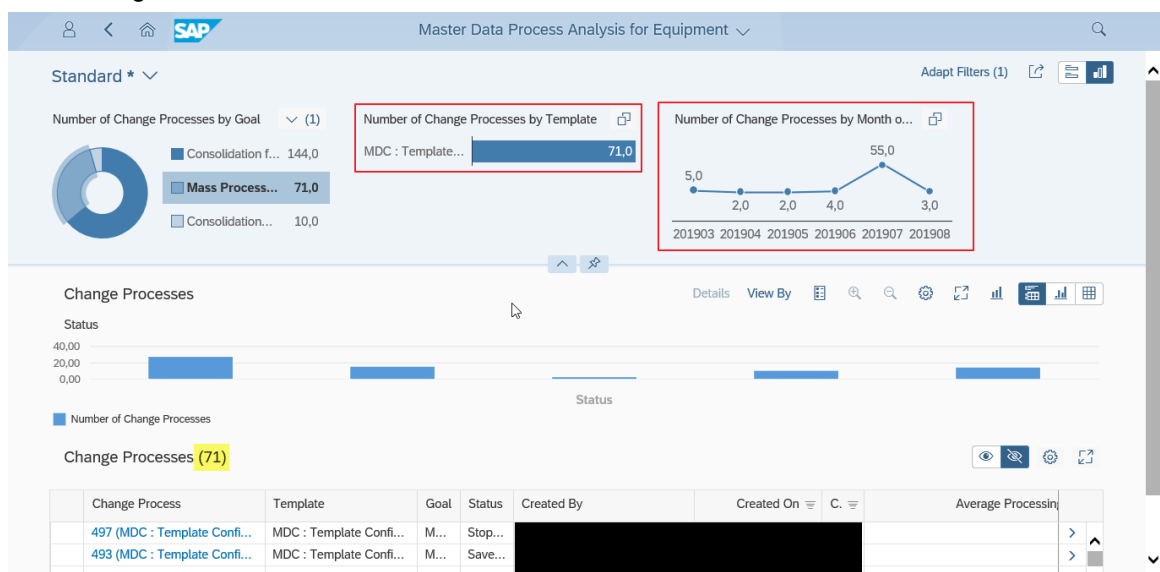 SAP
Master Data Process Analysis for Equipment
Standard *
Adapt Filters (1)
Number of Change Processes by Goal (1)
Consolidation f... 144,0
Mass Process... 71,0
Consolidation... 10,0
Number of Change Processes by Template
MDC : Template... 71,0
Number of Change Processes by Month o...
55,0
5,0
2,0 2,0 4,0 3,0
201903 201904 201905 201906 201907 201908
Change Processes
Details View By
Status
40,00
20,00
0,00
Status
Number of Change Processes
Change Processes (71)
Change Process Template Goal Status Created By Created On C. Average Processing
497 (MDC : Template Confi... MDC : Template Confi... M... Stop...
493 (MDC : Template Confi... MDC : Template Confi... M... Save...